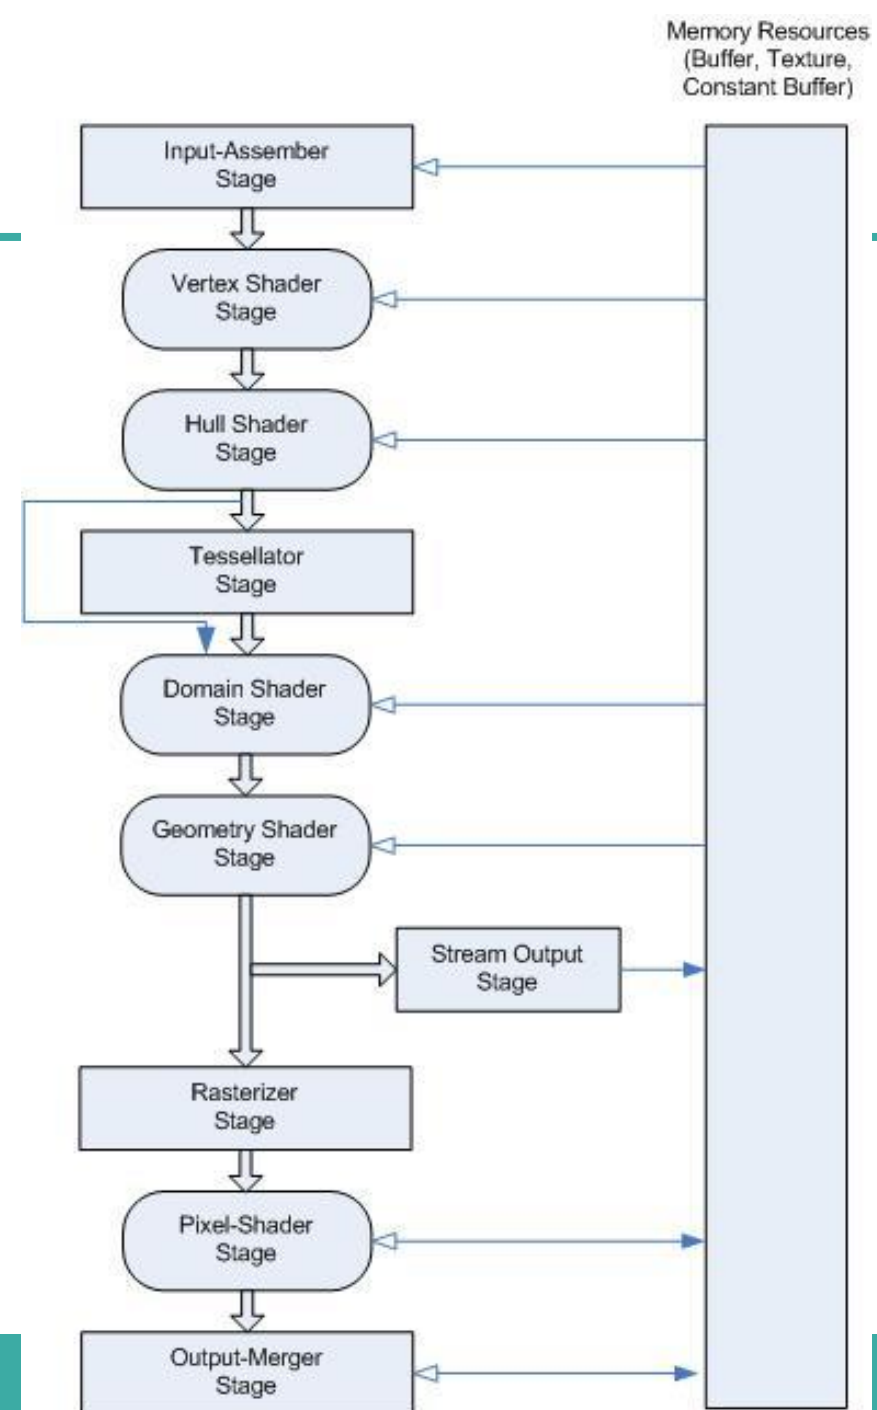 Memory Resources
(Buffer, Texture,
Constant Buffer)
Input-Assember
Stage
Vertex Shader
Stage
Hull Shader
Stage
Tessellator
Stage
Domain Shader
Stage
Geometry Shader
Stage
Stream Output
Stage
Rasterizer
Stage
Pixel-Shader
Stage
Output-Merger
Stage